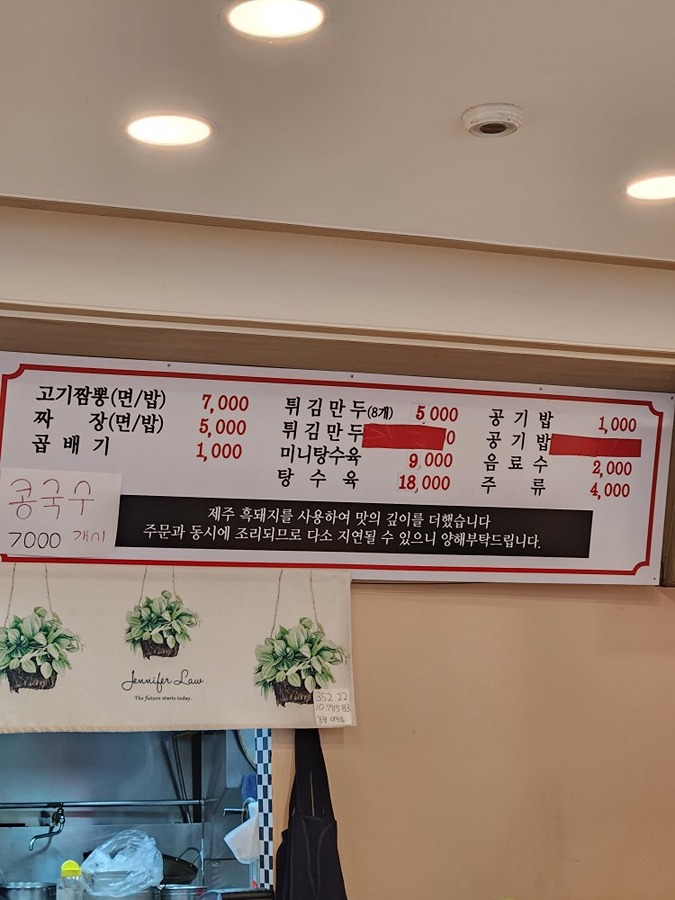 고기짬뽕(면/밥) 7,000
짜 장(면/밥) 5,000
곱 배 기 1,000
튀 김 만 두(8개) 5 000
튀 김 만 두 0
미니탕수육 9,000
탕 수 육 18,000
공 기 밥 1,000
공 기 밥
음 료 수 2,000
주 류 4,000
콩국수
7000 개시
제주 흑돼지를 사용하여 맛의 깊이를 더했습니다
주문과 동시에 조리되므로 다소 지연될 수 있으니 양해부탁드립니다.
Jennifer Law
The future starts today.
352 22